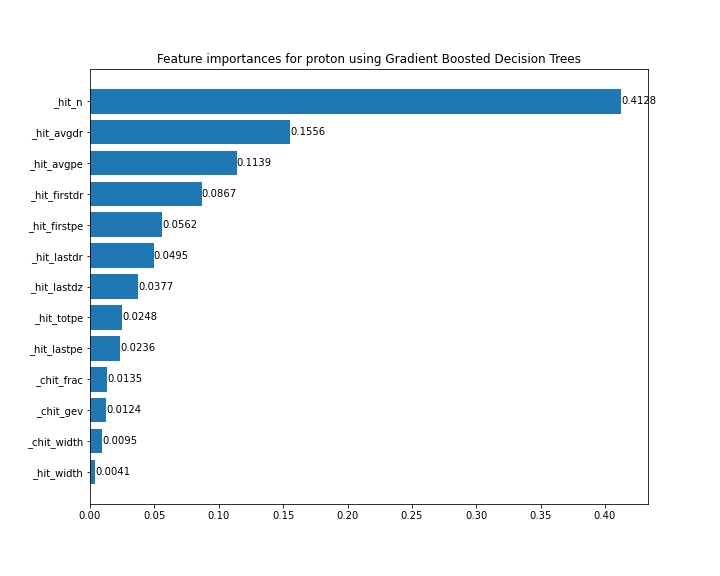 Feature importances for proton using Gradient Boosted Decision Trees
_hit_n 0.4128
_hit_avgdr 0.1556
_hit_avgpe 0.1139
_hit_firstdr 0.0867
_hit_firstpe 0.0562
_hit_lastdr 0.0495
_hit_lastdz 0.0377
_hit_totpe 0.0248
_hit_lastpe 0.0236
_chit_frac 0.0135
_chit_gev 0.0124
_chit_width 0.0095
_hit_width 0.0041
0.00 0.05 0.10 0.15 0.20 0.25 0.30 0.35 0.40